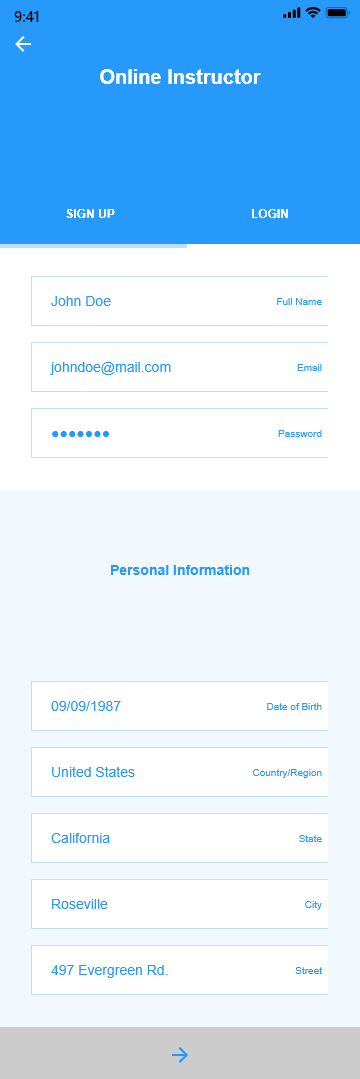 9:41
Online Instructor
SIGN UP LOGIN
John Doe Full Name
johndoe@mail.com Email
●●●●●●● Password
Personal Information
09/09/1987 Date of Birth
United States Country/Region
California State
Roseville City
497 Evergreen Rd. Street